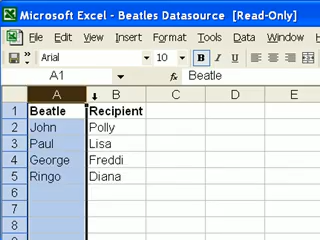 Microsoft Excel - Beatles Datasource [Read-Only]
File Edit View Insert Format Tools Data Window
Arial 10 B I U
A1 fx Beatle
A B C D E
1 Beatle Recipient
2 John Polly
3 Paul Lisa
4 George Freddi
5 Ringo Diana
6
7
8
9